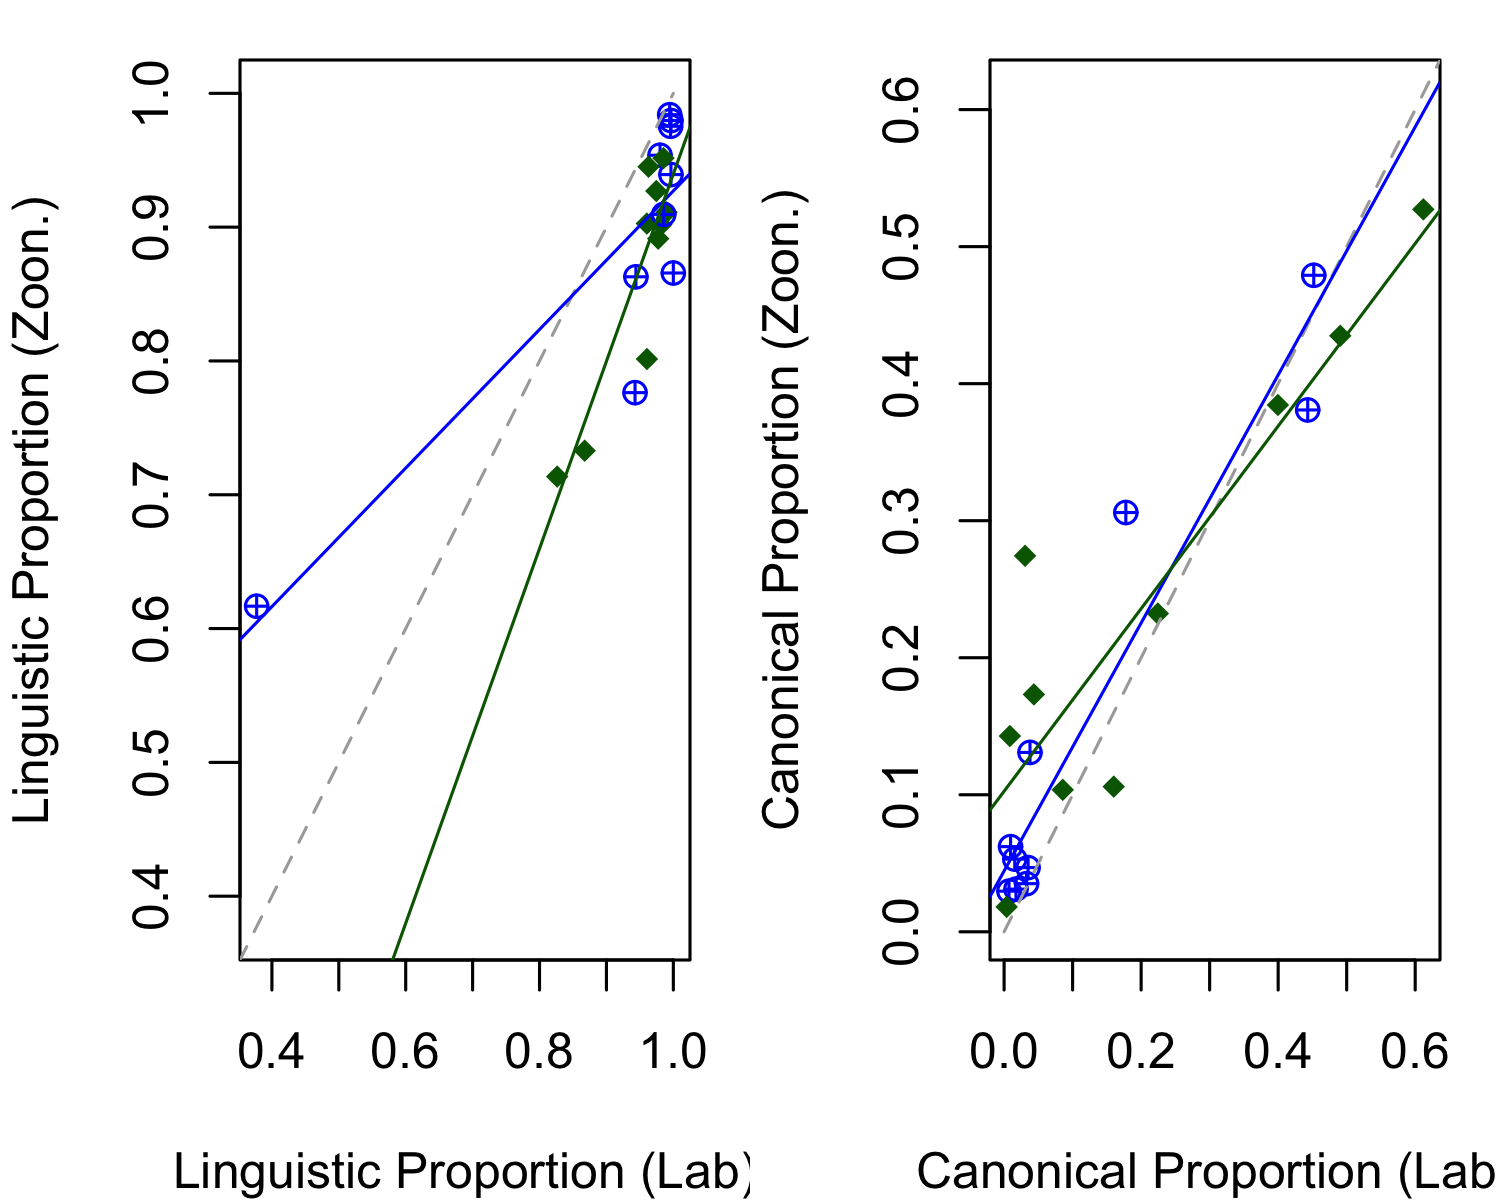 Linguistic Proportion (Zoon.)
1.0
0.9
0.8
0.7
0.6
0.5
0.4
0.4 0.6 0.8 1.0
Linguistic Proportion (Lab)
Canonical Proportion (Zoon.)
0.6
0.5
0.4
0.3
0.2
0.1
0.0
0.0 0.2 0.4 0.6
Canonical Proportion (Lab